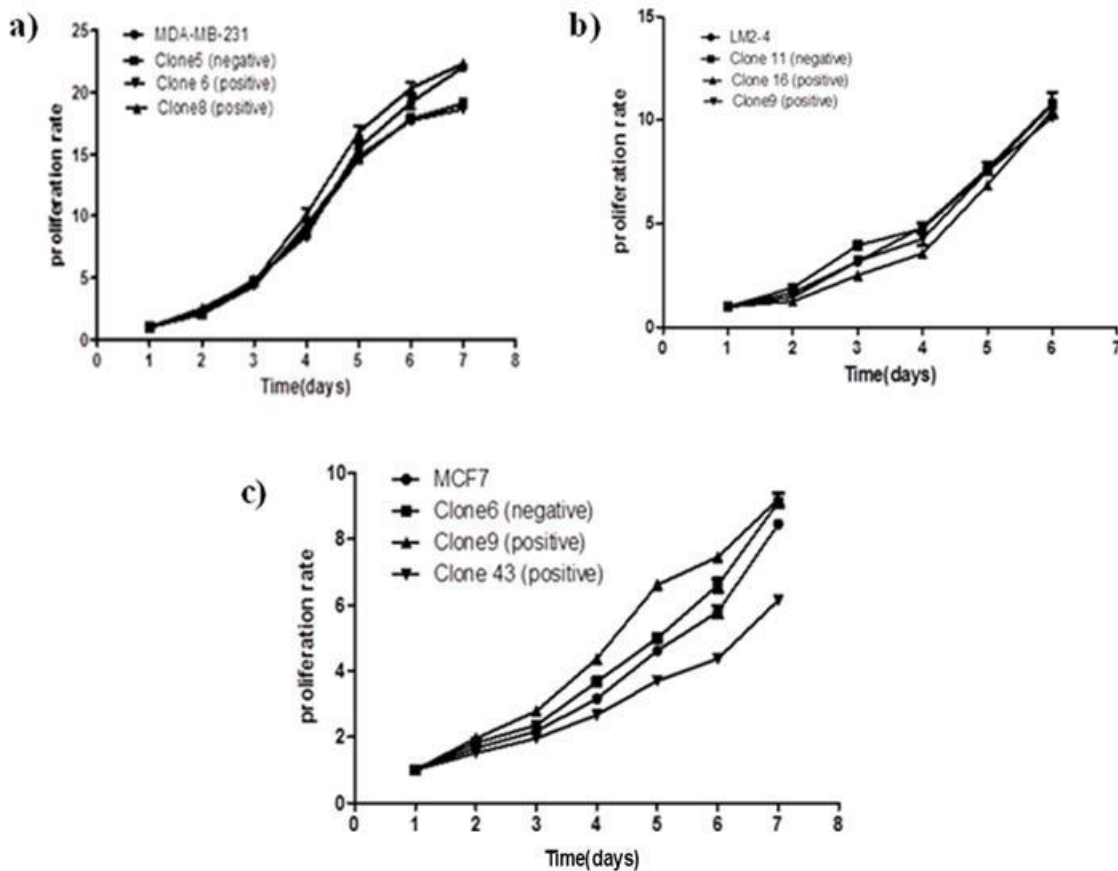 a)
MDA-MB-231
Clone5 (negative)
Clone 6 (positive)
Clone8 (positive)
proliferation rate
25
20
15
10
5
0
0 1 2 3 4 5 6 7 8
Time(days)
b)
LM2-4
Clone 11 (negative)
Clone 16 (positive)
Clone9 (positive)
proliferation rate
15
10
5
0
0 1 2 3 4 5 6 7
Time(days)
c)
MCF7
Clone6 (negative)
Clone9 (positive)
Clone 43 (positive)
proliferation rate
10
8
6
4
2
0
0 1 2 3 4 5 6 7 8
Time(days)